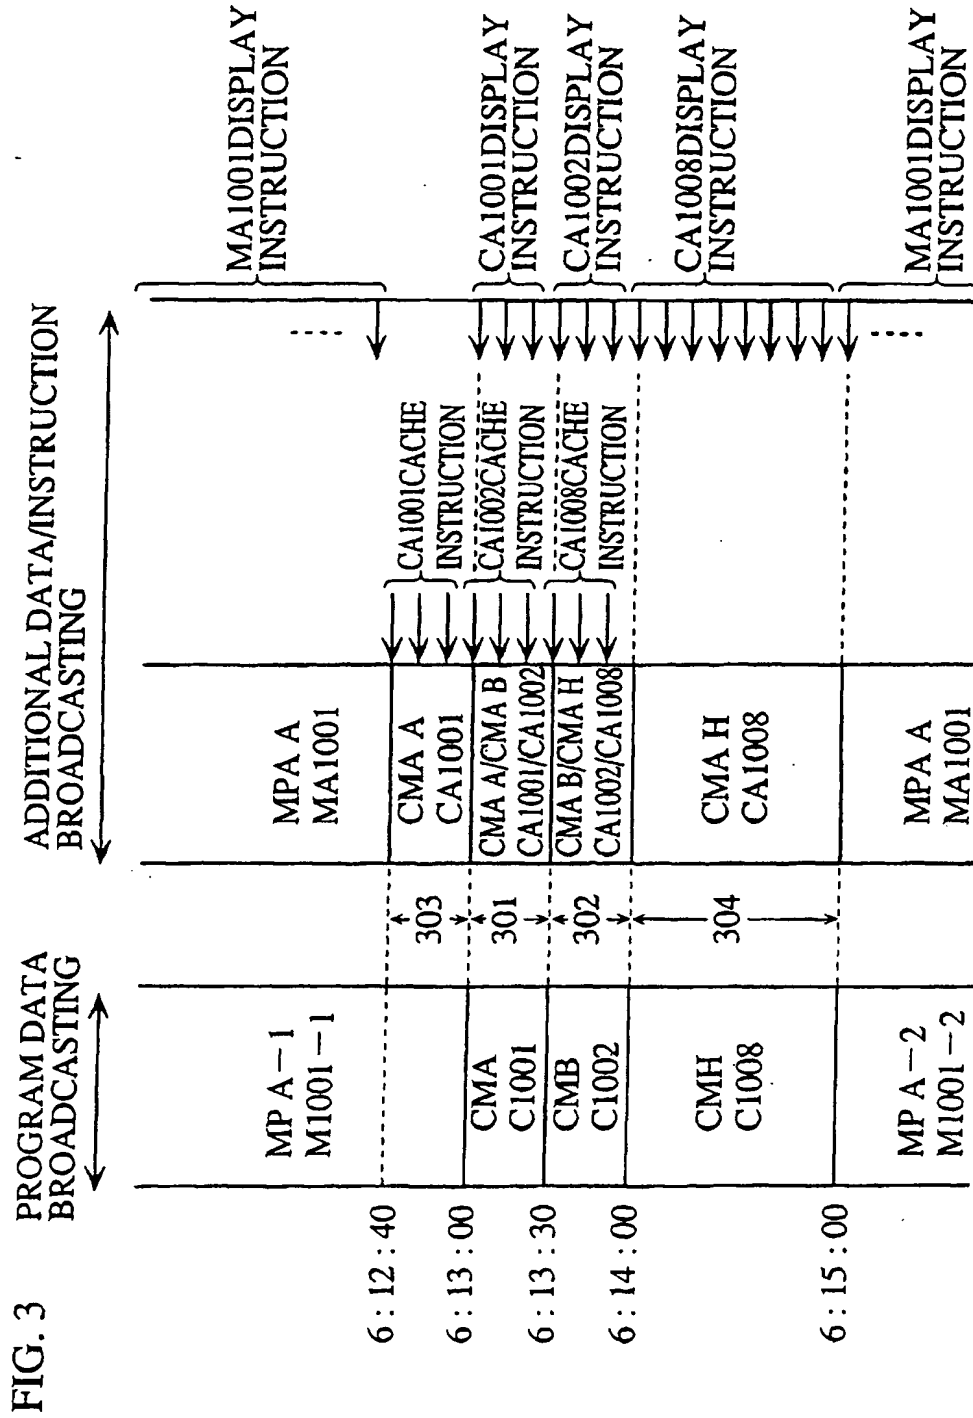 FIG. 3
PROGRAM DATA
BROADCASTING
ADDITIONAL DATA/INSTRUCTION
BROADCASTING
6 : 12 : 40
6 : 13 : 00
6 : 13 : 30
6 : 14 : 00
6 : 15 : 00
MP A－1
M1001－1
CMA
C1001
CMB
C1002
CMH
C1008
MP A－2
M1001－2
303
301
302
304
MPA A
MA1001
CMA A
CA1001
CMA A/CMA B
CA1001/CA1002
CMA B/CMA H
CA1002/CA1008
CMA H
CA1008
MPA A
MA1001
CA1001CACHE
INSTRUCTION
CA1002CACHE
INSTRUCTION
CA1008CACHE
INSTRUCTION
MA1001DISPLAY
INSTRUCTION
CA1001DISPLAY
INSTRUCTION
CA1002DISPLAY
INSTRUCTION
CA1008DISPLAY
INSTRUCTION
MA1001DISPLAY
INSTRUCTION